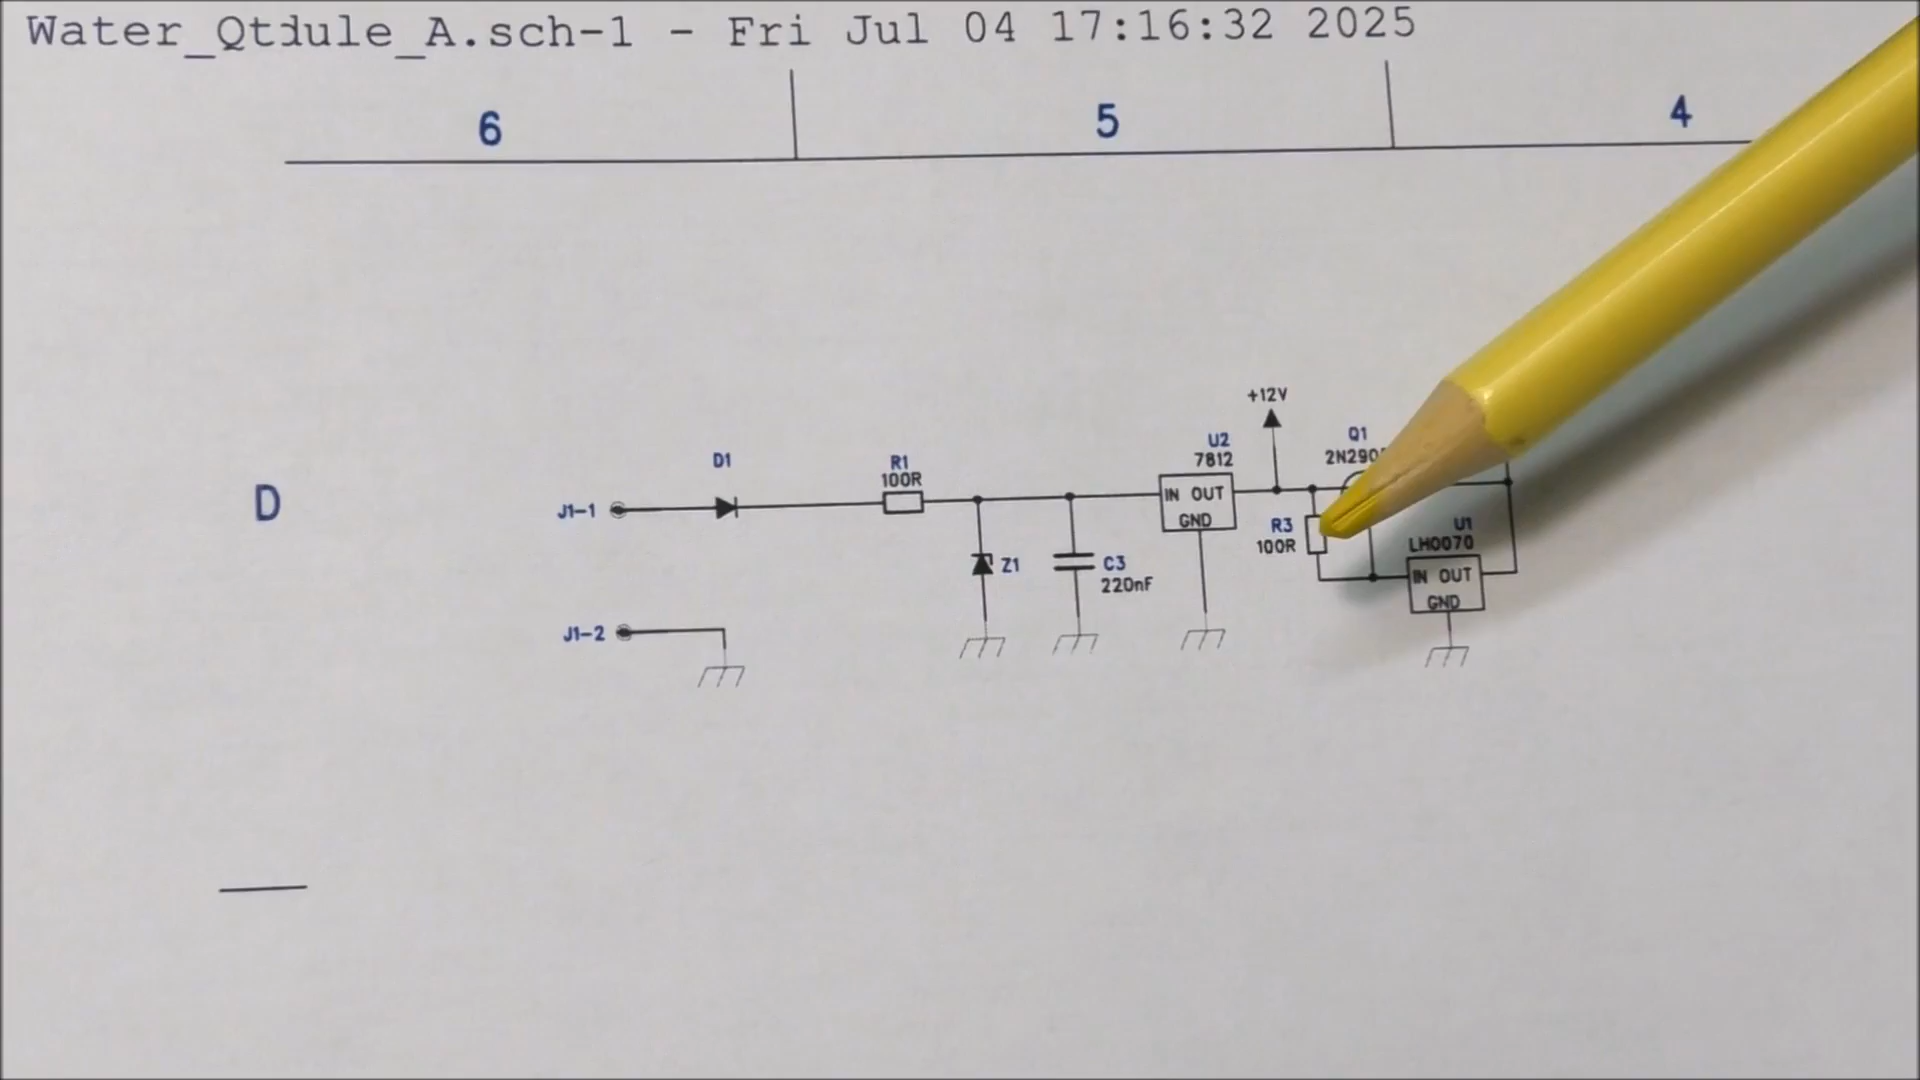 Water_Qtdule_A.sch-1 - Fri Jul 04 17:16:32 2025
6
5
4
D
+12V
D1
R1
100R
U2
7812
Q1
J1-1
IN OUT
GND
Z1
C3
220nF
R3
100R
U1
LH0070
IN OUT
GND
J1-2